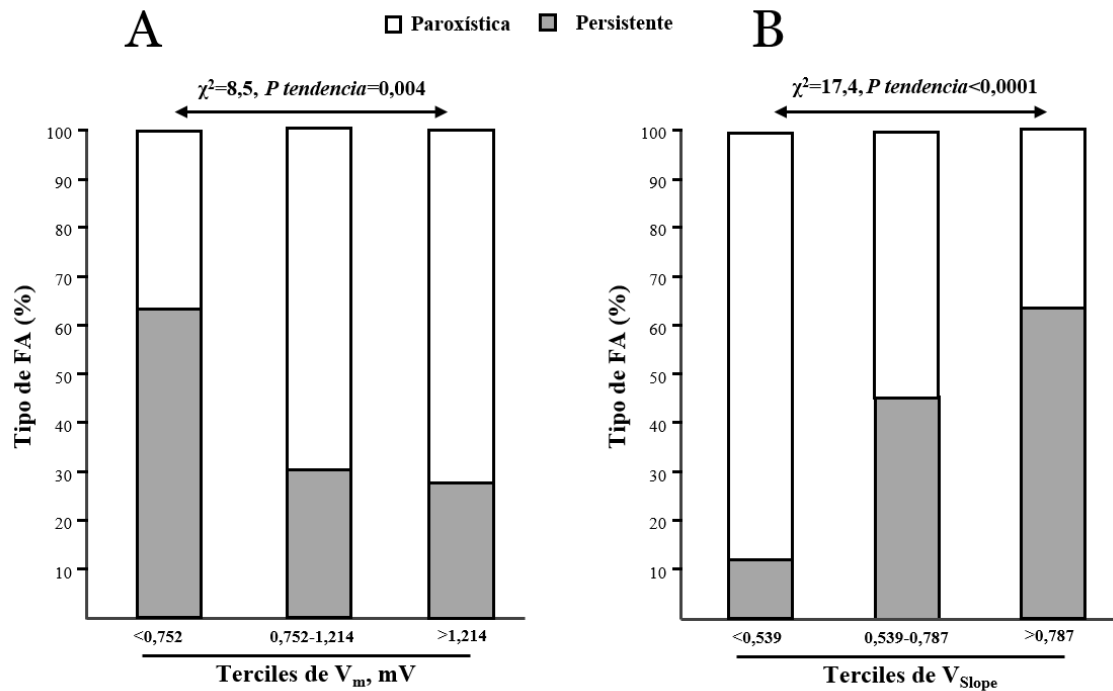 A
Paroxística Persistente
B
χ²=8,5, P tendencia=0,004
χ²=17,4, P tendencia<0,0001
Tipo de FA (%)
100
90
80
70
60
50
40
30
20
10
<0,752 0,752-1,214 >1,214
Terciles de Vm, mV
Tipo de FA (%)
100
90
80
70
60
50
40
30
20
10
<0,539 0,539-0,787 >0,787
Terciles de VSlope